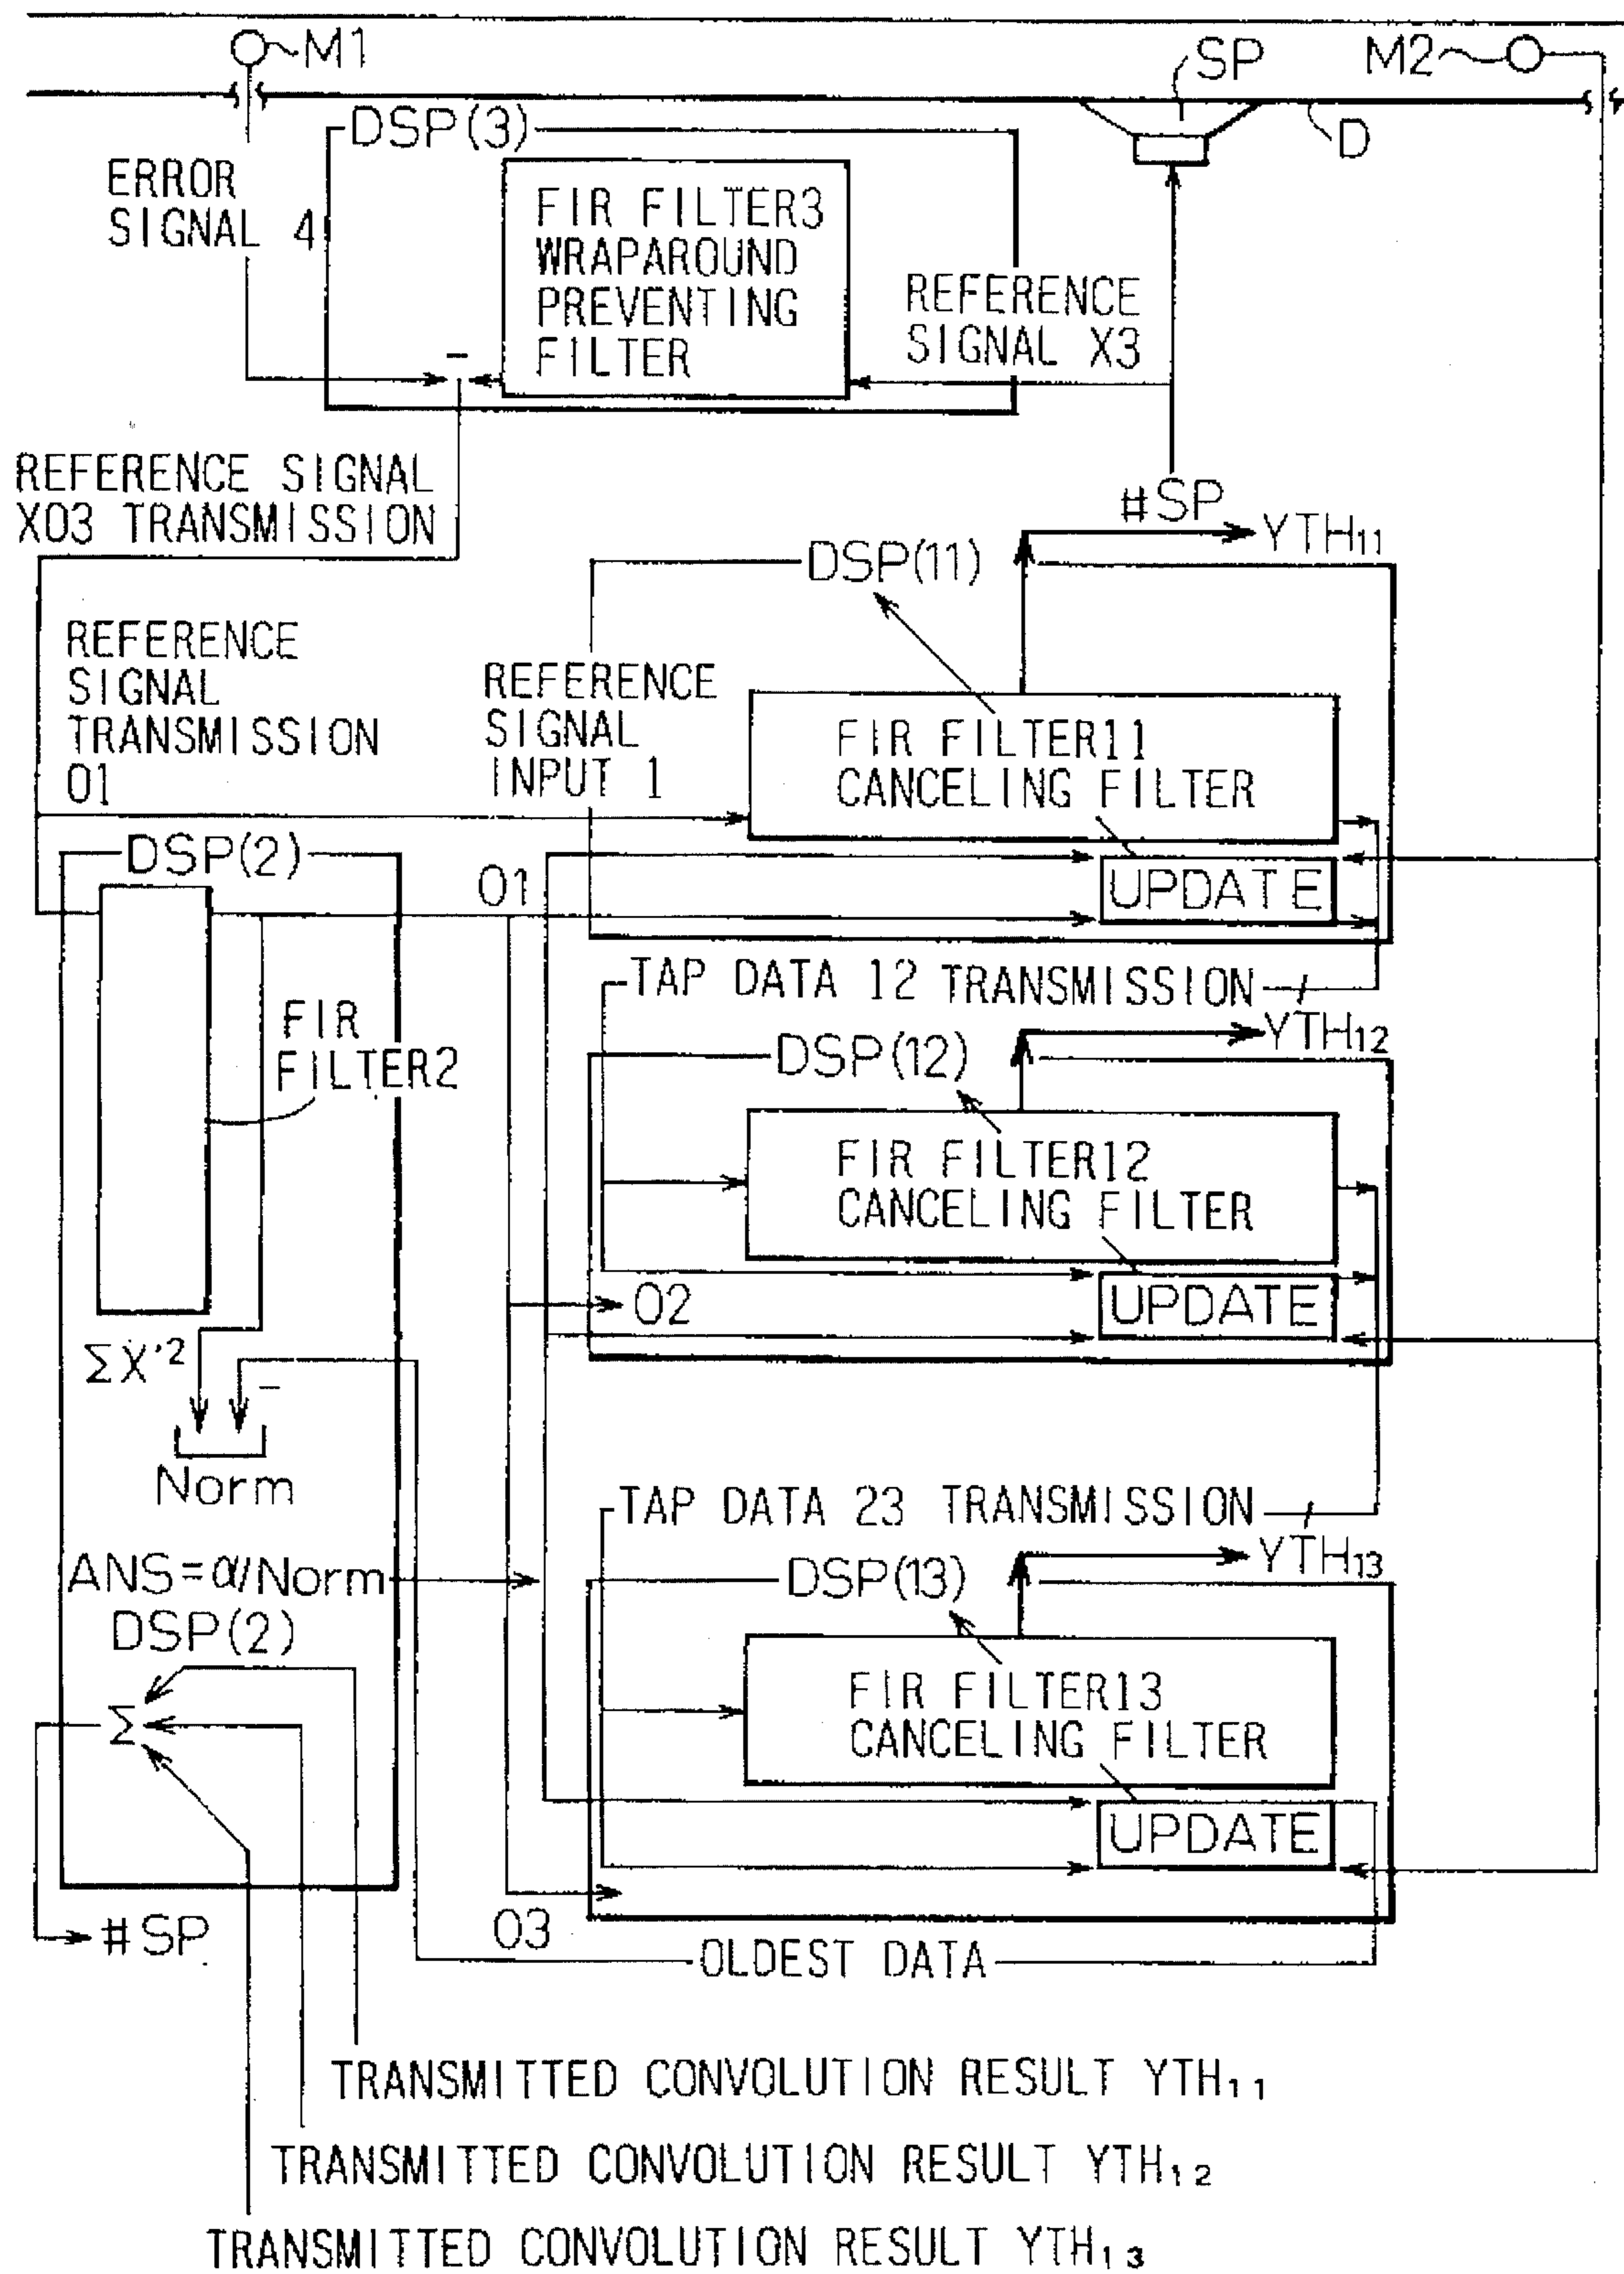 M1
SP
M2
D
DSP(3)
ERROR
SIGNAL 4
FIR FILTER3
WRAPAROUND
PREVENTING
FILTER
REFERENCE
SIGNAL X3
-
REFERENCE SIGNAL
X03 TRANSMISSION
#SP
YTH11
DSP(11)
REFERENCE
SIGNAL
TRANSMISSION
01
REFERENCE
SIGNAL
INPUT 1
FIR FILTER11
CANCELING FILTER
DSP(2)
01
UPDATE
TAP DATA 12 TRANSMISSION
FIR
FILTER2
YTH12
DSP(12)
FIR FILTER12
CANCELING FILTER
02
UPDATE
ΣX'2
-
Norm
TAP DATA 23 TRANSMISSION
YTH13
ANS=α/Norm
DSP(13)
DSP(2)
FIR FILTER13
CANCELING FILTER
Σ
UPDATE
#SP
03
OLDEST DATA
TRANSMITTED CONVOLUTION RESULT YTH11
TRANSMITTED CONVOLUTION RESULT YTH12
TRANSMITTED CONVOLUTION RESULT YTH13